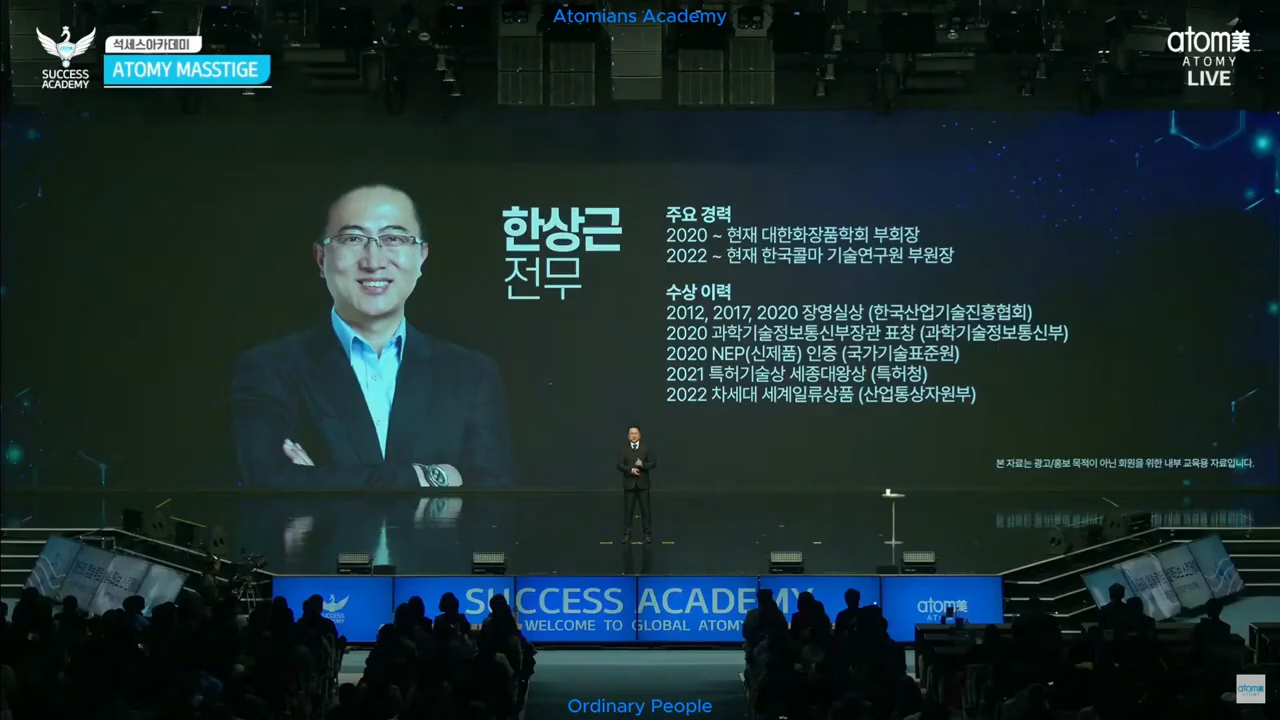 Atomians Academy
SUCCESS
ACADEMY
석세스아카데미
ATOMY MASSTIGE
atom美
ATOMY
LIVE
한상근
전무
주요 경력
2020 ~ 현재 대한화장품학회 부회장
2022 ~ 현재 한국콜마 기술연구원 부원장
수상 이력
2012, 2017, 2020 장영실상 (한국산업기술진흥협회)
2020 과학기술정보통신부장관 표창 (과학기술정보통신부)
2020 NEP(신제품) 인증 (국가기술표준원)
2021 특허기술상 세종대왕상 (특허청)
2022 차세대 세계일류상품 (산업통상자원부)
본 자료는 광고/홍보 목적이 아닌 회원을 위한 내부 교육용 자료입니다.
SUCCESS
SUCCESS ACADEMY
WELCOME TO GLOBAL ATOMY
atom美
Ordinary People
atom美